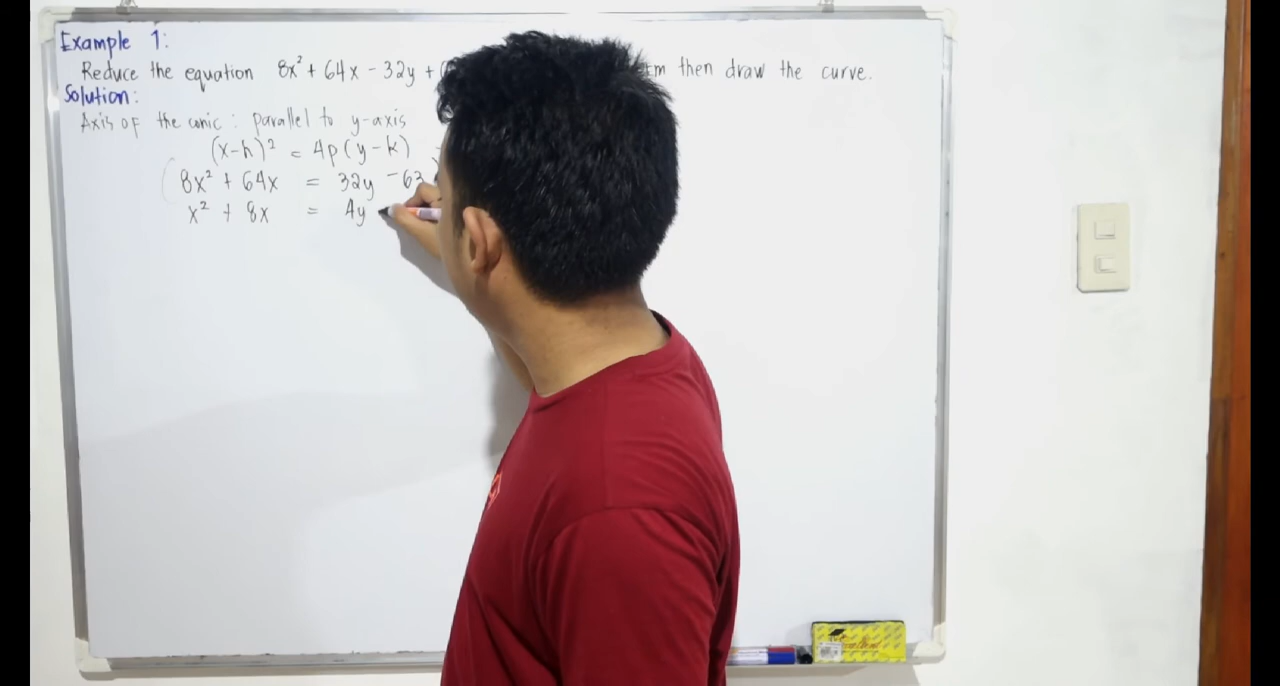 Example 1:
Reduce the equation 8x² + 64x - 32y + then draw the curve.
Solution:
Axis of the conic: parallel to y-axis
(x-h)² = 4p(y-k)
8x² + 64x = 32y -63
x² + 8x = 4y